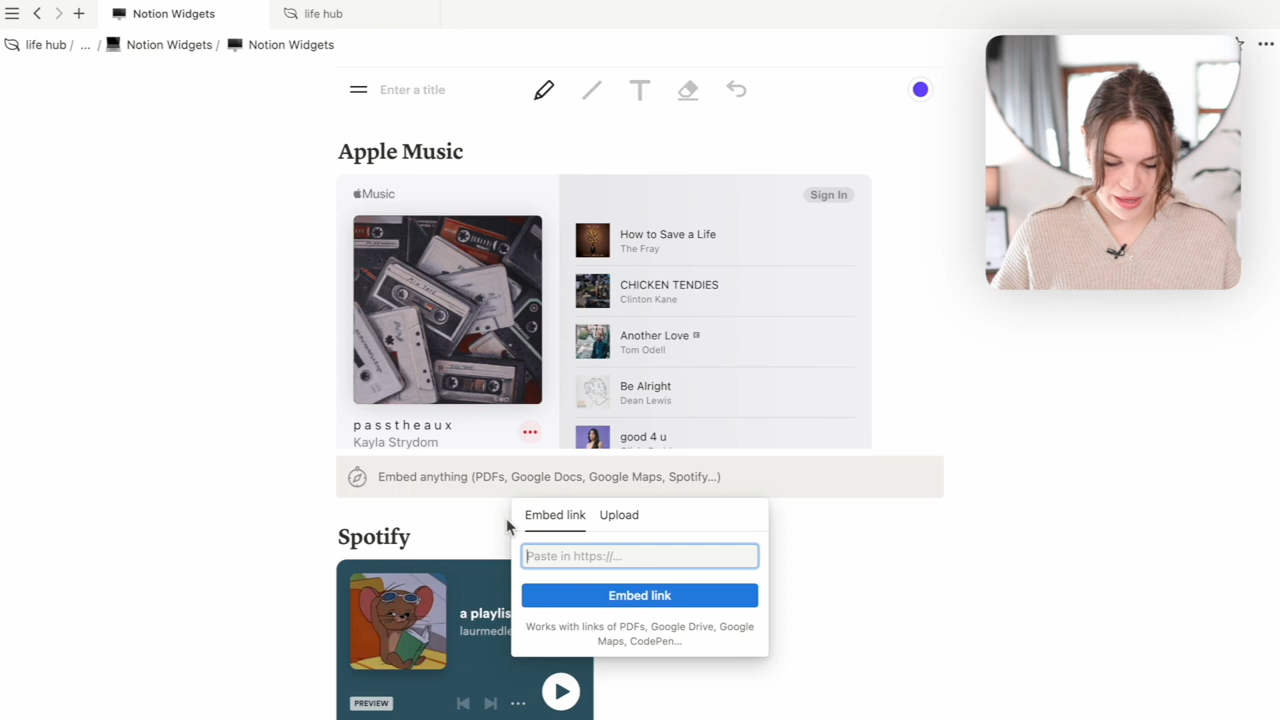 Notion Widgets
life hub
life hub / ... / Notion Widgets / Notion Widgets
Enter a title
Apple Music
Music
Sign In
How to Save a Life
The Fray
CHICKEN TENDIES
Clinton Kane
Another Love E
Tom Odell
Be Alright
Dean Lewis
good 4 u
p a s s t h e a u x
Kayla Strydom
Embed anything (PDFs, Google Docs, Google Maps, Spotify...)
Embed link Upload
Paste in https://...
Embed link
Works with links of PDFs, Google Drive, Google
Maps, CodePen...
Spotify
a playlis
laurmedle
PREVIEW